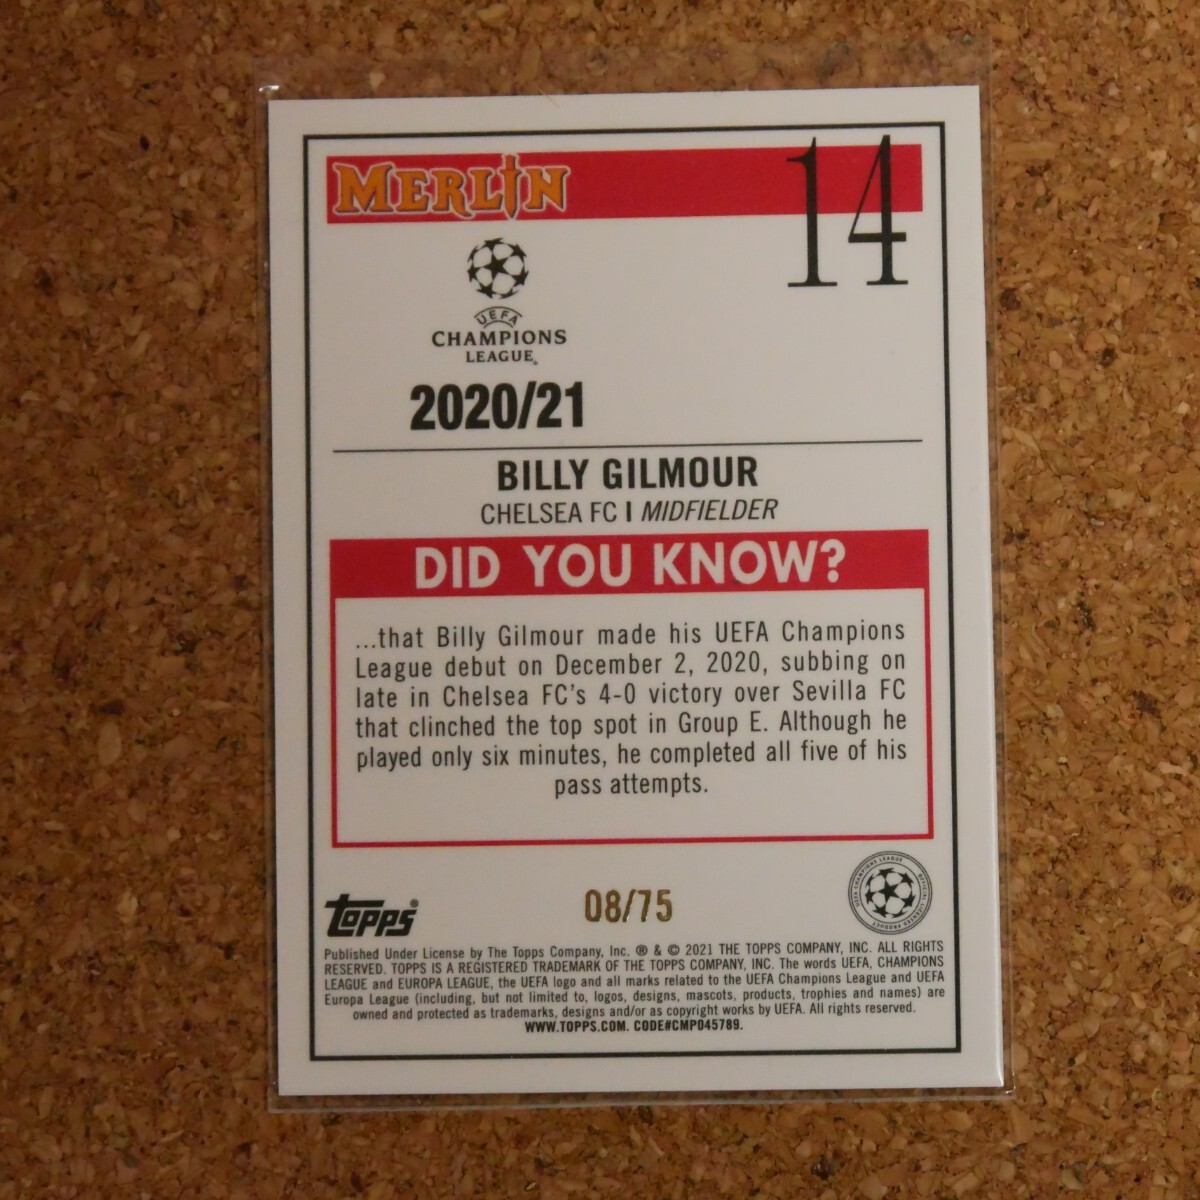 MERLIN
14
UEFA
CHAMPIONS
LEAGUE®
2020/21
BILLY GILMOUR
CHELSEA FC | MIDFIELDER
DID YOU KNOW?
...that Billy Gilmour made his UEFA Champions
League debut on December 2, 2020, subbing on
late in Chelsea FC's 4-0 victory over Sevilla FC
that clinched the top spot in Group E. Although he
played only six minutes, he completed all five of his
pass attempts.
TOPPS®
08/75
UEFA CHAMPIONS LEAGUE OFFICIAL LICENSED PRODUCT
Published Under License by The Topps Company, Inc. ® & © 2021 THE TOPPS COMPANY, INC. ALL RIGHTS
RESERVED. TOPPS IS A REGISTERED TRADEMARK OF THE TOPPS COMPANY, INC. The words UEFA, CHAMPIONS
LEAGUE and EUROPA LEAGUE, the UEFA logo and all marks related to the UEFA Champions League and UEFA
Europa League (including, but not limited to, logos, designs, mascots, products, trophies and names) are
owned and protected as trademarks, designs and/or as copyright works by UEFA. All rights reserved.
WWW.TOPPS.COM. CODE#CMP045789.